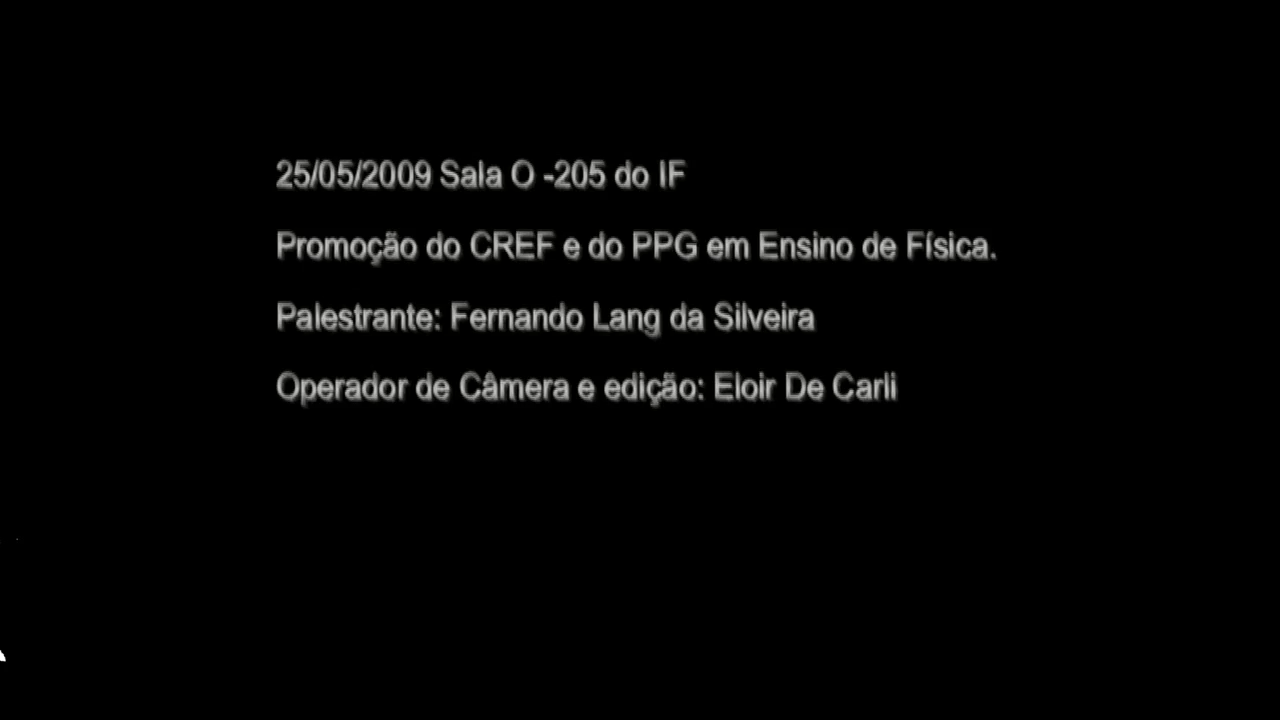 25/05/2009 Sala O -205 do IF
Promoção do CREF e do PPG em Ensino de Física.
Palestrante: Fernando Lang da Silveira
Operador de Câmera e edição: Eloir De Carli